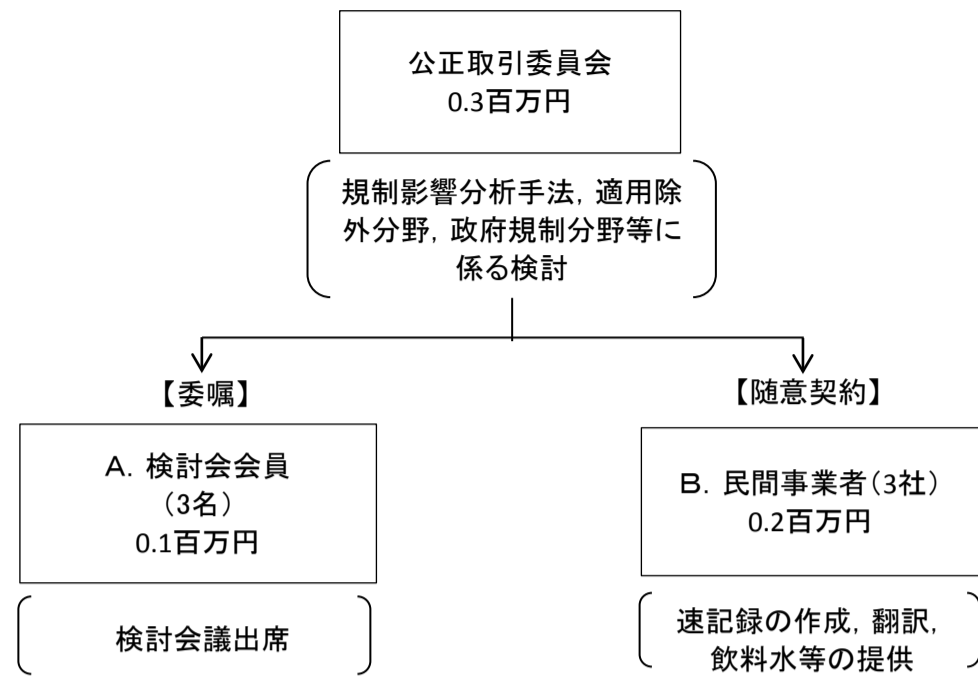 公正取引委員会
0.3百万円
規制影響分析手法，適用除
外分野，政府規制分野等に
係る検討
【委嘱】
A．検討会会員
（3名）
0.1百万円
検討会議出席
【随意契約】
B．民間事業者（3社）
0.2百万円
速記録の作成，翻訳，
飲料水等の提供